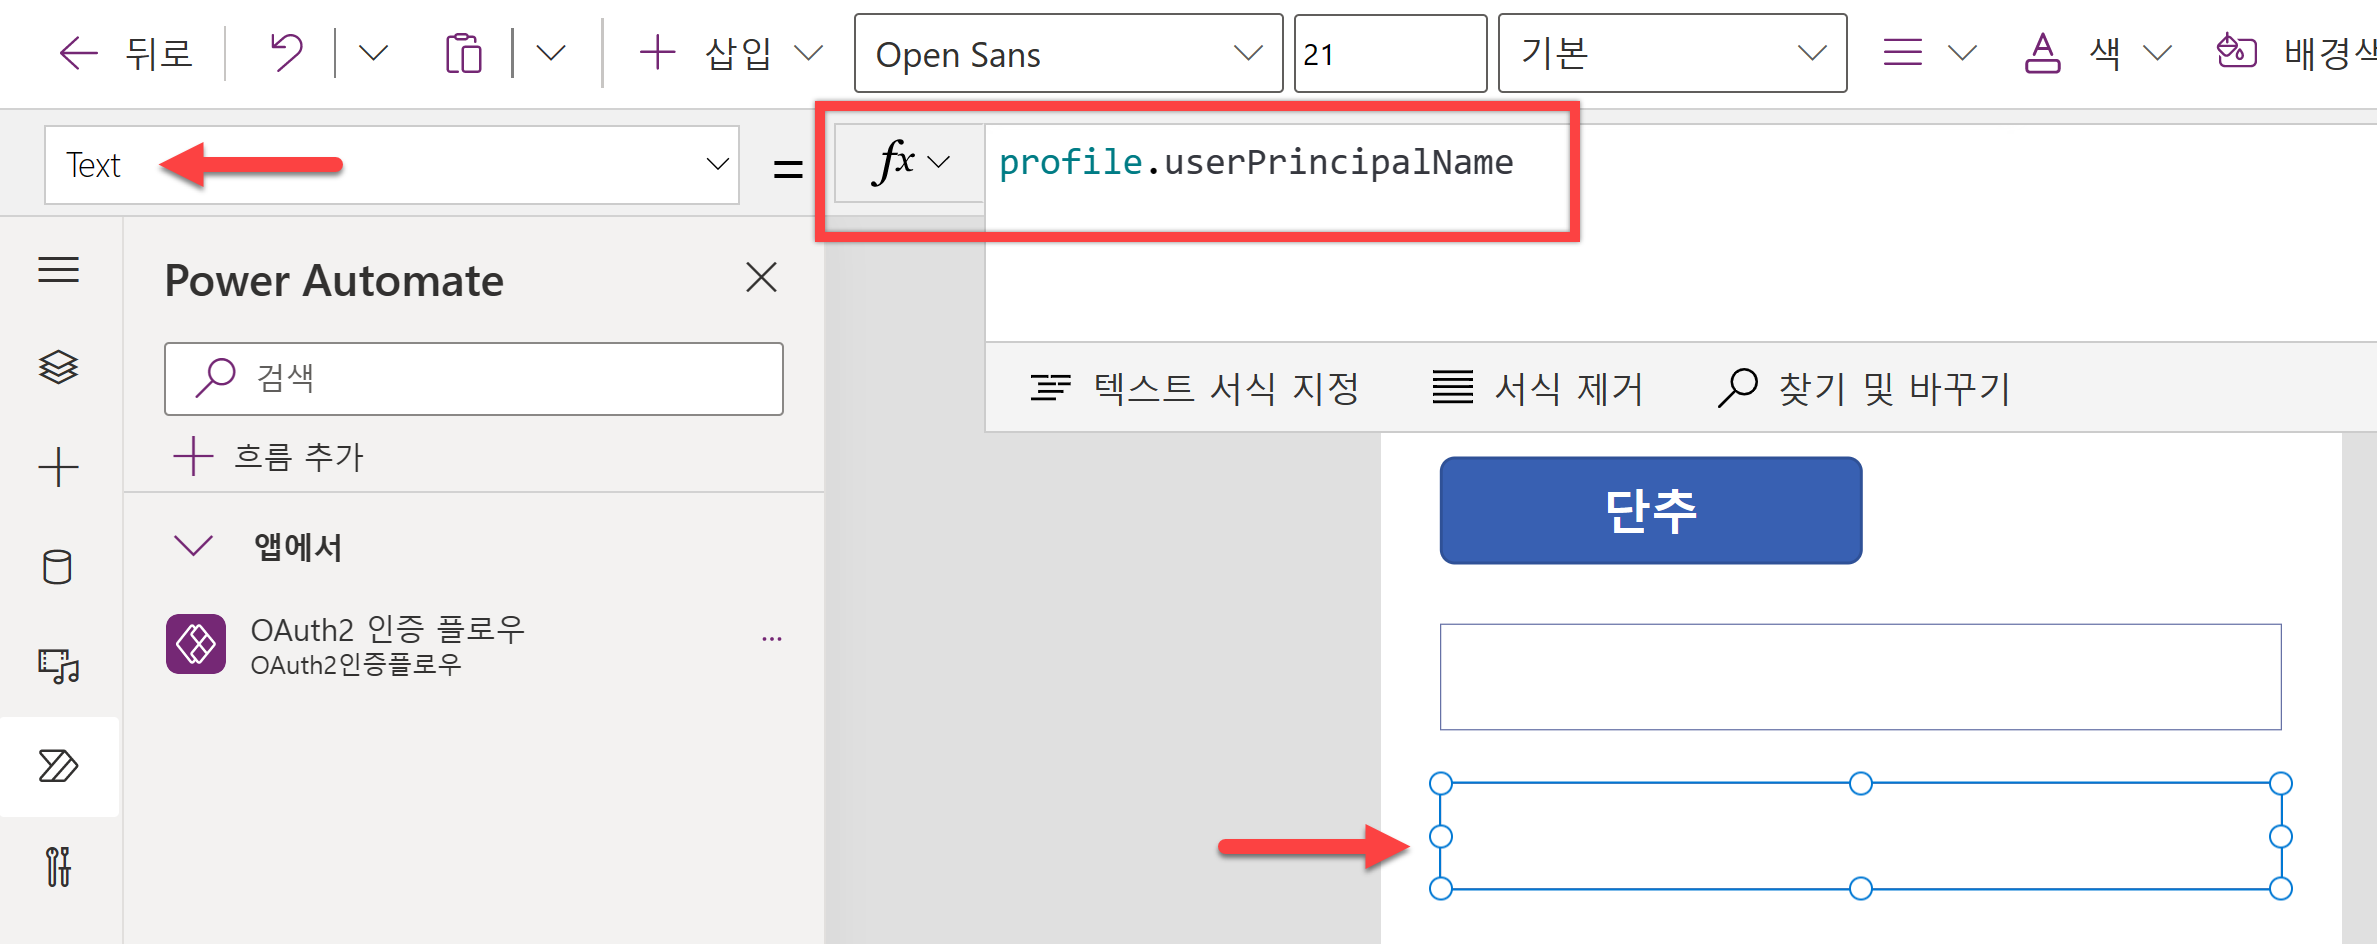 뒤로
삽입
Open Sans
21
기본
색
배경색
Text
=
fx
profile.userPrincipalName
Power Automate
검색
흐름 추가
텍스트 서식 지정
서식 제거
찾기 및 바꾸기
앱에서
OAuth2 인증 플로우
OAuth2인증플로우
...
단추